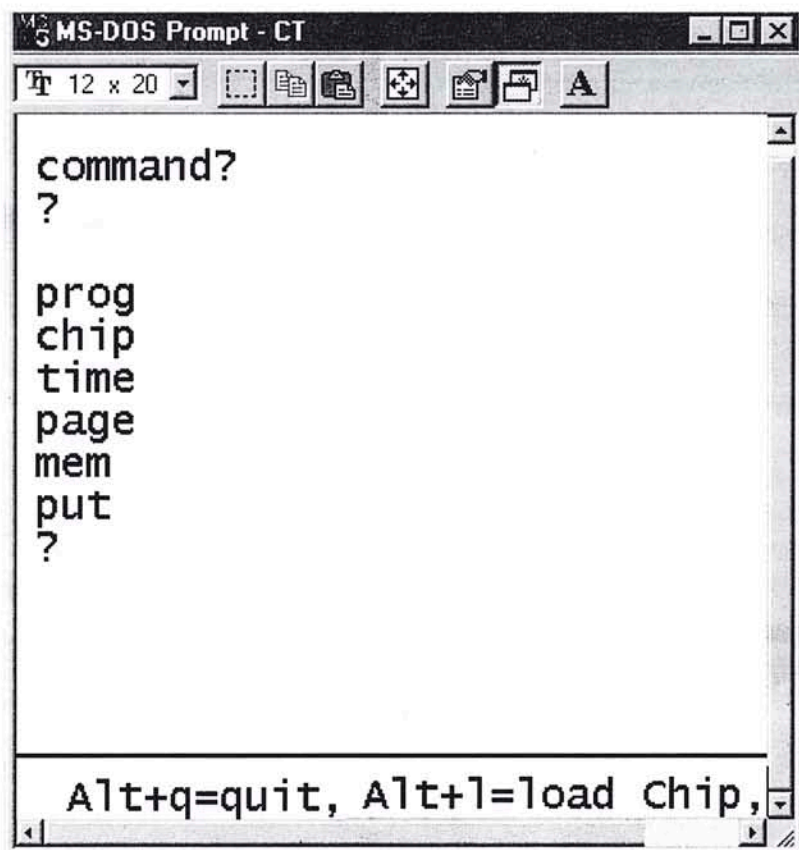 MS-DOS Prompt - CT
12 x 20 A
command?
?
prog
chip
time
page
mem
put
?
Alt+q=quit, Alt+l=load Chip,